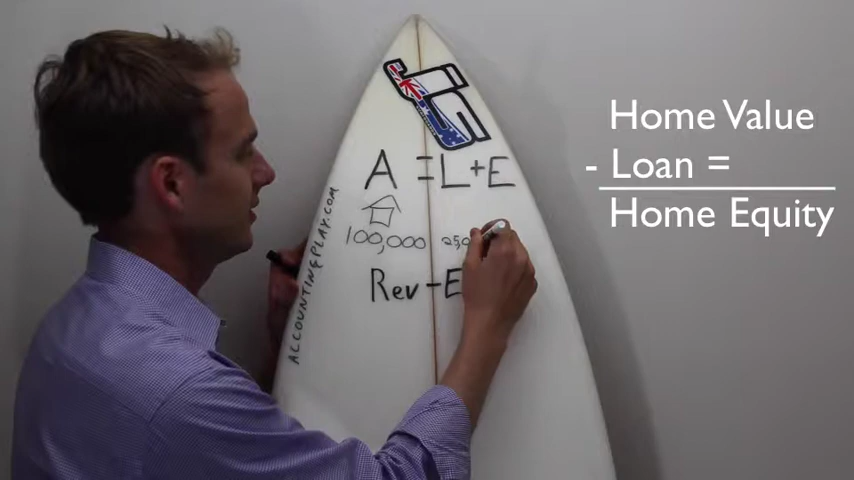 A = L + E
100,000
Rev - E
ACCOUNTINGPLAY.COM
Home Value
- Loan =
Home Equity